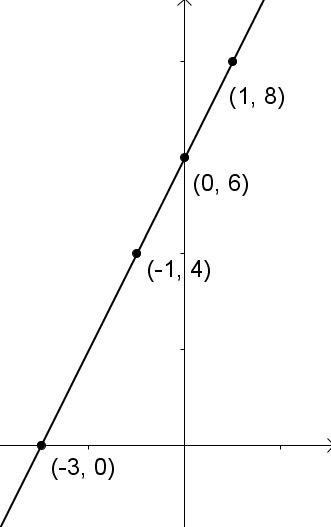 (1, 8)
(0, 6)
(-1, 4)
(-3, 0)